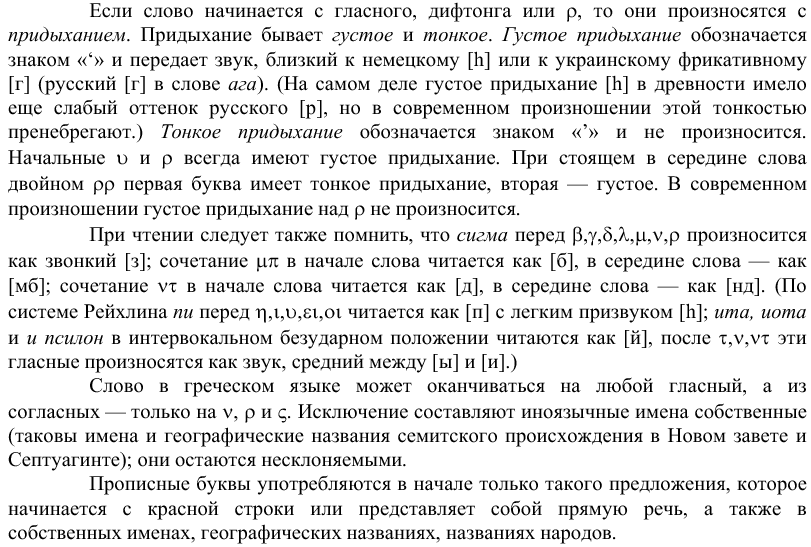 Если слово начинается с гласного, дифтонга или ρ, то они произносятся с
придыханием. Придыхание бывает густое и тонкое. Густое придыхание обозначается
знаком «‘» и передает звук, близкий к немецкому [h] или к украинскому фрикативному
[г] (русский [г] в слове ага). (На самом деле густое придыхание [h] в древности имело
еще слабый оттенок русского [р], но в современном произношении этой тонкостью
пренебрегают.) Тонкое придыхание обозначается знаком «’» и не произносится.
Начальные υ и ρ всегда имеют густое придыхание. При стоящем в середине слова
двойном ρρ первая буква имеет тонкое придыхание, вторая — густое. В современном
произношении густое придыхание над ρ не произносится.
При чтении следует также помнить, что сигма перед β,γ,δ,λ,μ,ν,ρ произносится
как звонкий [з]; сочетание μπ в начале слова читается как [б], в середине слова — как
[мб]; сочетание ντ в начале слова читается как [д], в середине слова — как [нд]. (По
системе Рейхлина пи перед η,ι,υ,ει,οι читается как [п] с легким призвуком [h]; ита, иота
и и псилон в интервокальном безударном положении читаются как [й], после τ,ν,ντ эти
гласные произносятся как звук, средний между [ы] и [и].)
Слово в греческом языке может оканчиваться на любой гласный, а из
согласных — только на ν, ρ и ς. Исключение составляют иноязычные имена собственные
(таковы имена и географические названия семитского происхождения в Новом завете и
Септуагинте); они остаются несклоняемыми.
Прописные буквы употребляются в начале только такого предложения, которое
начинается с красной строки или представляет собой прямую речь, а также в
собственных именах, географических названиях, названиях народов.